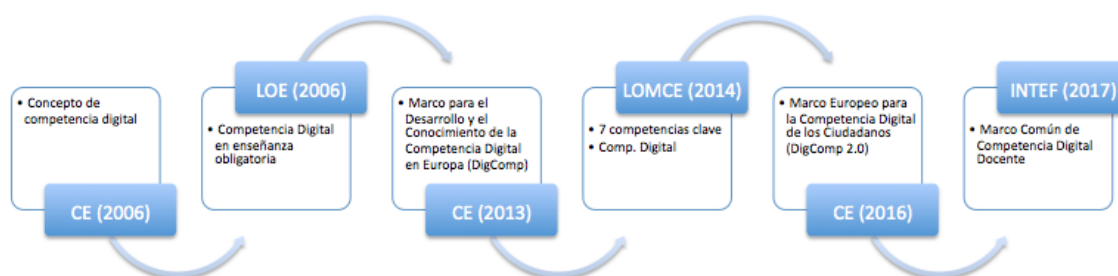 • Concepto de
competencia digital
CE (2006)
LOE (2006)
• Competencia Digital
en enseñanza
obligatoria
• Marco para el
Desarrollo y el
Conocimiento de la
Competencia Digital
en Europa (DigComp)
CE (2013)
LOMCE (2014)
• 7 competencias clave
• Comp. Digital
• Marco Europeo para
la Competencia Digital
de los Ciudadanos
(DigComp 2.0)
CE (2016)
INTEF (2017)
• Marco Común de
Competencia Digital
Docente